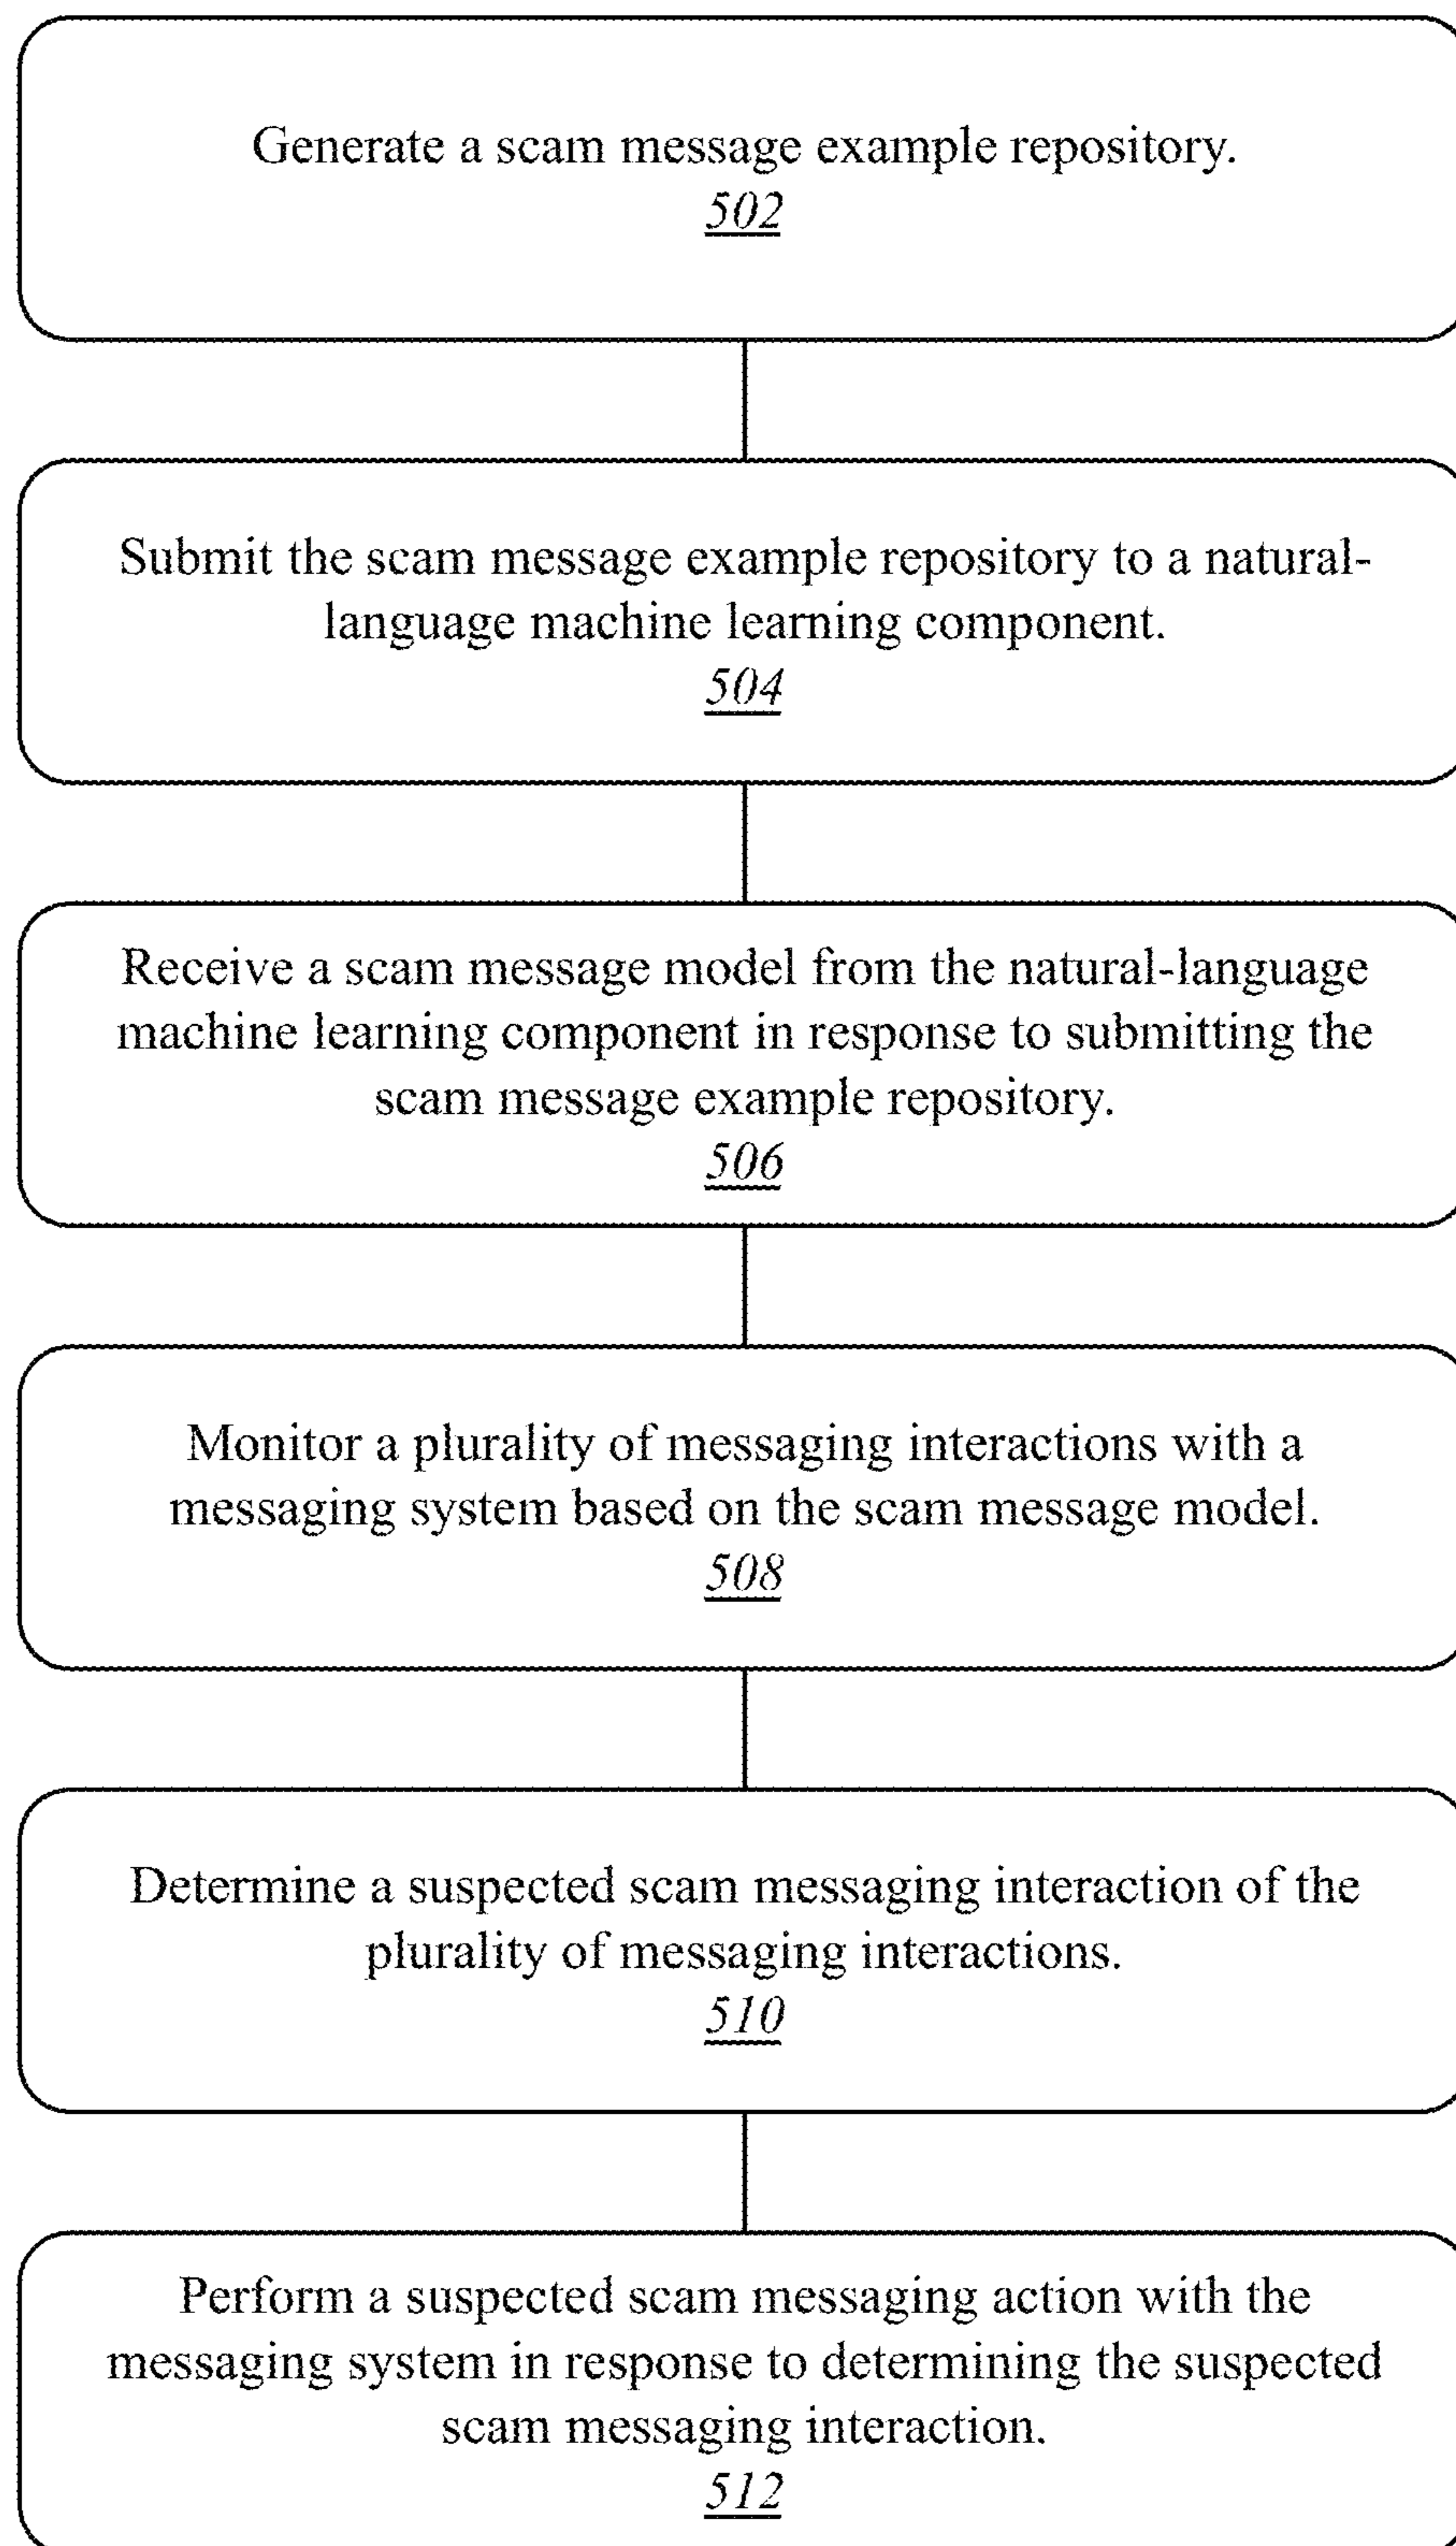 Generate a scam message example repository.
502
Submit the scam message example repository to a natural-
language machine learning component.
504
Receive a scam message model from the natural-language
machine learning component in response to submitting the
scam message example repository.
506
Monitor a plurality of messaging interactions with a
messaging system based on the scam message model.
508
Determine a suspected scam messaging interaction of the
plurality of messaging interactions.
510
Perform a suspected scam messaging action with the
messaging system in response to determining the suspected
scam messaging interaction.
512